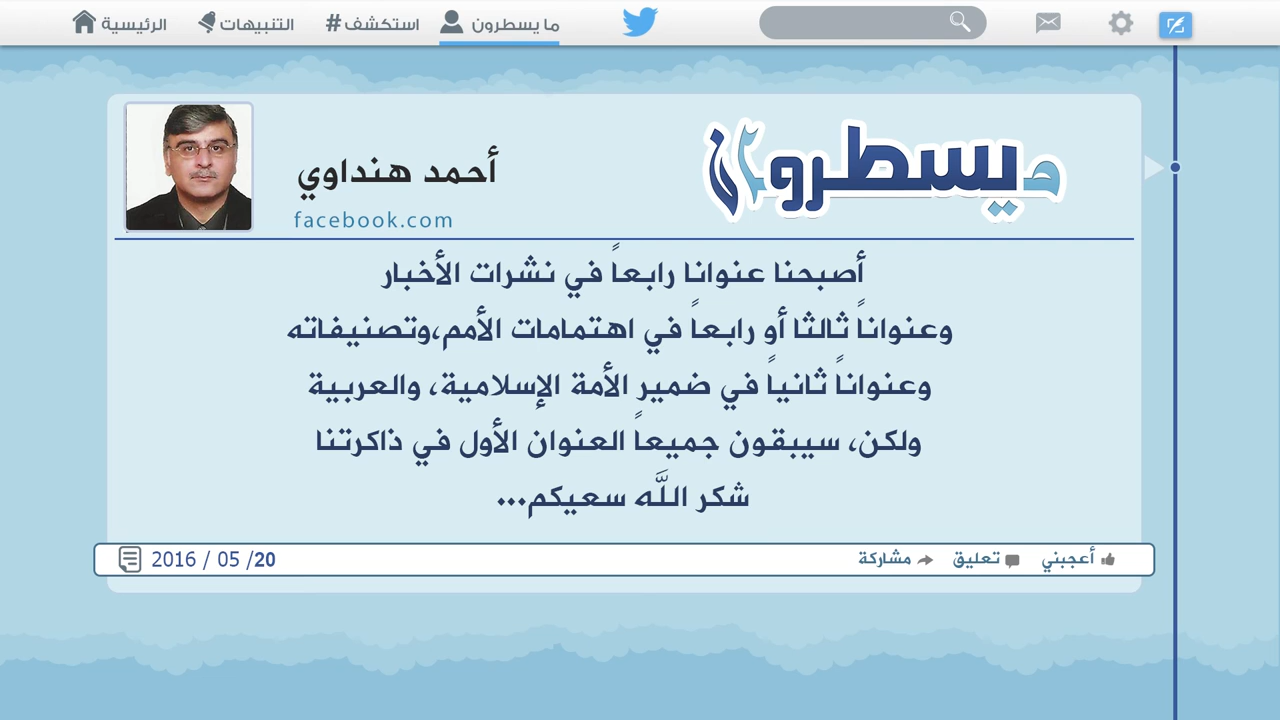 الرئيسية التنبيهات #استكشف ما يسطرون
ما يسطرون
أحمد هنداوي
facebook.com
أصبحنا عنوانا رابعاً في نشرات الأخبار
وعنواناً ثالثا أو رابعاً في اهتمامات الأمم،وتصنيفاته
وعنواناً ثانياً في ضمير الأمة الإسلامية، والعربية
ولكن، سيبقون جميعاً العنوان الأول في ذاكرتنا
شكر اللَّه سعيكم...
أعجبني تعليق مشاركة
2016 / 05 /20